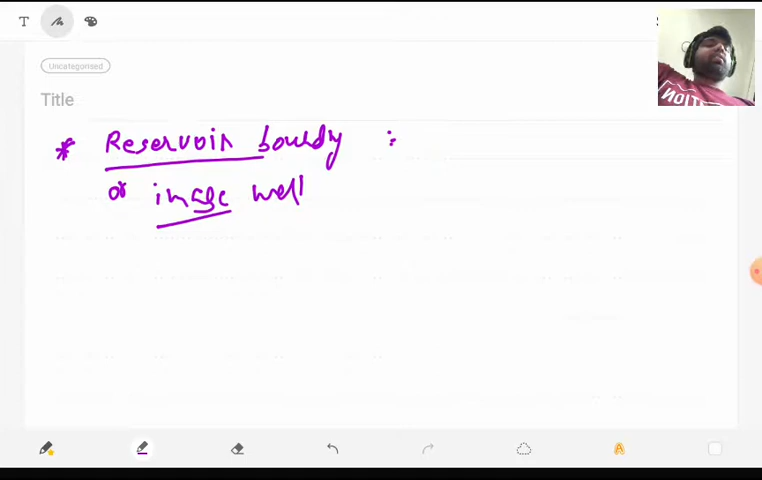 T
Uncategorised
Title
* Reservoir boundy :
or image well
A